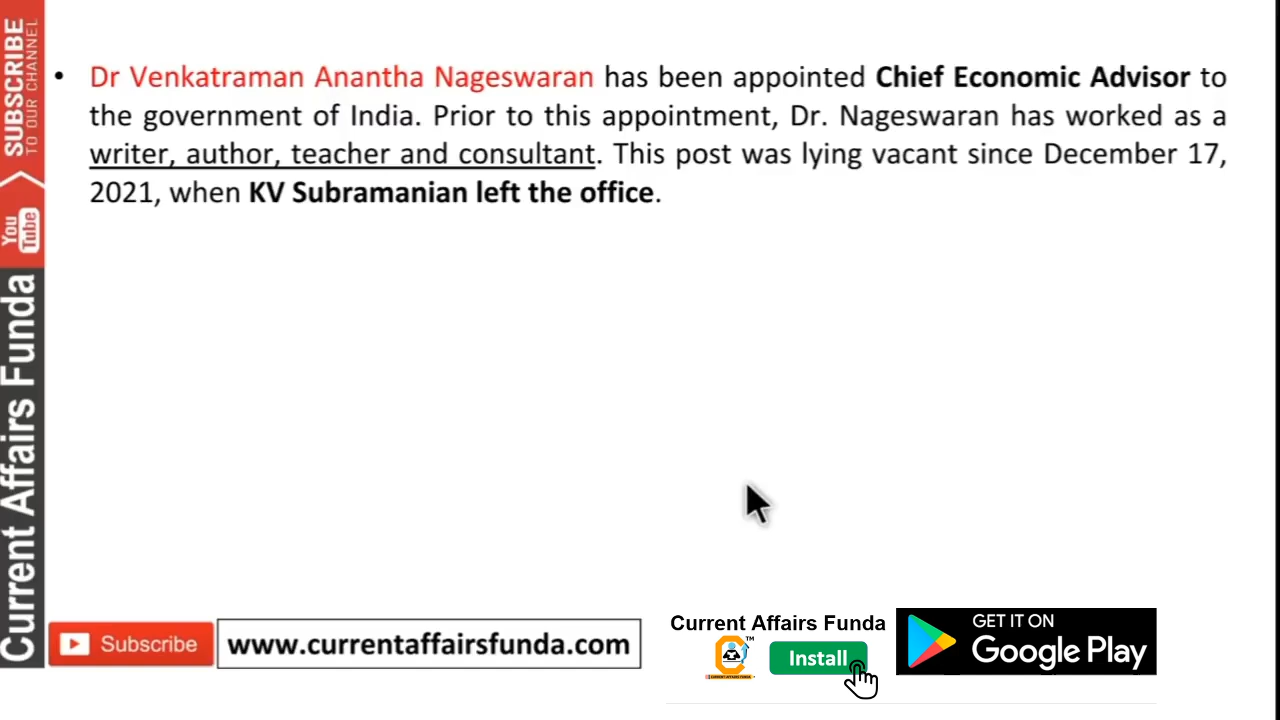 • Dr Venkatraman Anantha Nageswaran has been appointed Chief Economic Advisor to
the government of India. Prior to this appointment, Dr. Nageswaran has worked as a
writer, author, teacher and consultant. This post was lying vacant since December 17,
2021, when KV Subramanian left the office.
SUBSCRIBE
TO OUR CHANNEL
You
Tube
Current Affairs Funda
Subscribe
www.currentaffairsfunda.com
Current Affairs Funda
TM
Install
GET IT ON
Google Play